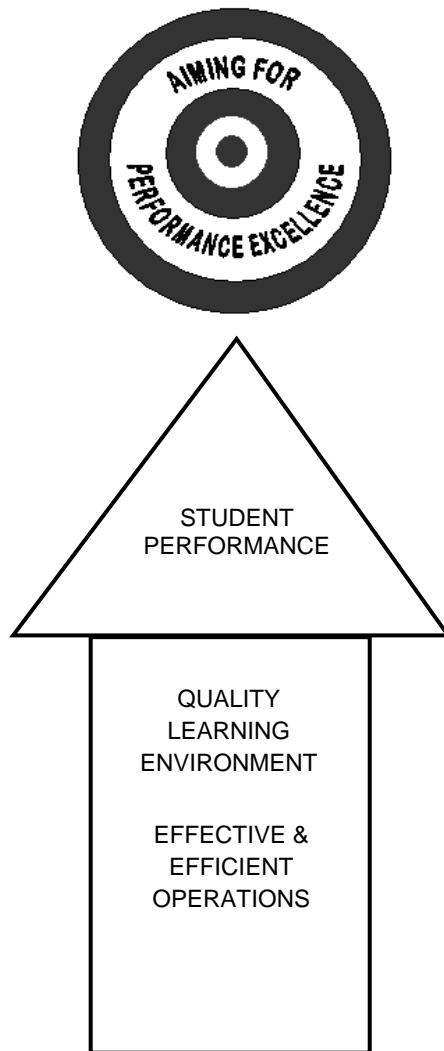 AIMING FOR
PERFORMANCE EXCELLENCE
STUDENT
PERFORMANCE
QUALITY
LEARNING
ENVIRONMENT
EFFECTIVE &
EFFICIENT
OPERATIONS